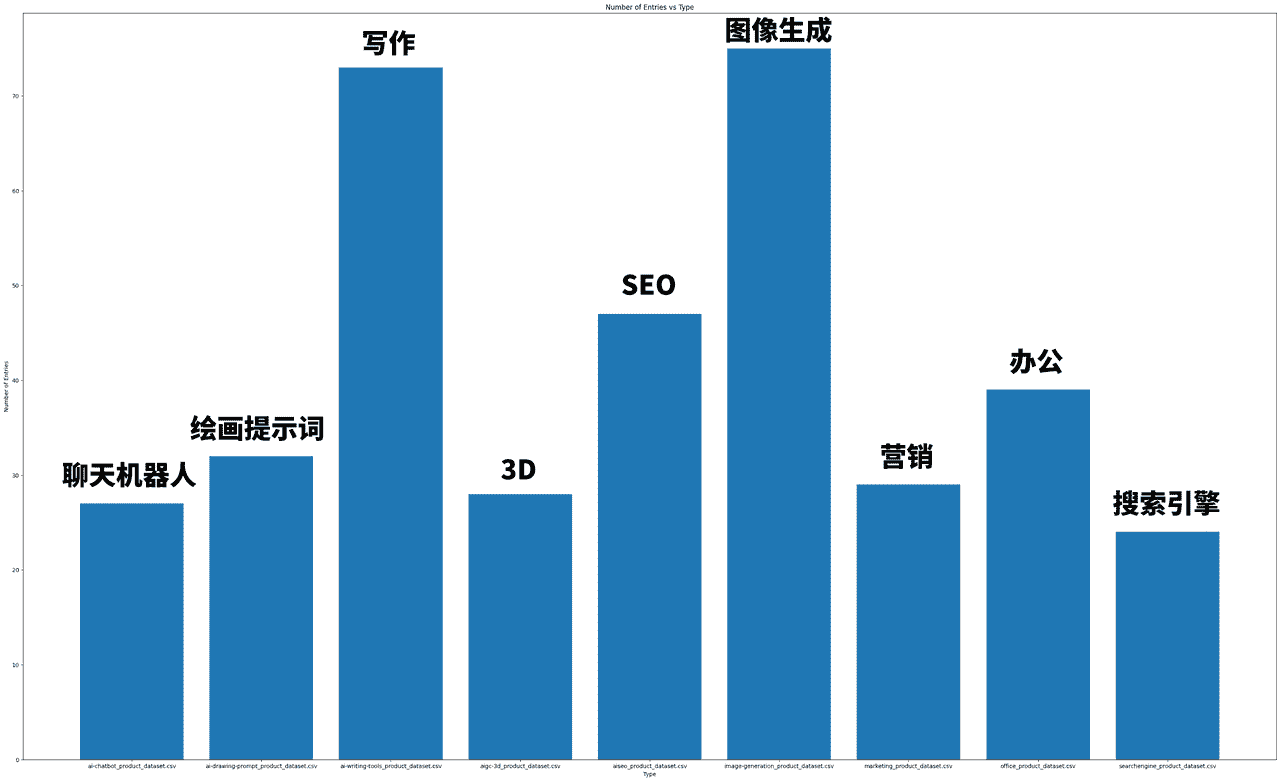 Number of Entries vs Type
图像生成
写作
SEO
办公
绘画提示词
营销
3D
聊天机器人
搜索引擎
Number of Entries
70
60
50
40
30
20
10
0
ai-chatbot_product_dataset.csv
ai-drawing-prompt_product_dataset.csv
ai-writing-tools_product_dataset.csv
aigc-3d_product_dataset.csv
aiseo_product_dataset.csv
image-generation_product_dataset.csv
marketing_product_dataset.csv
office_product_dataset.csv
searchengine_product_dataset.csv
Type